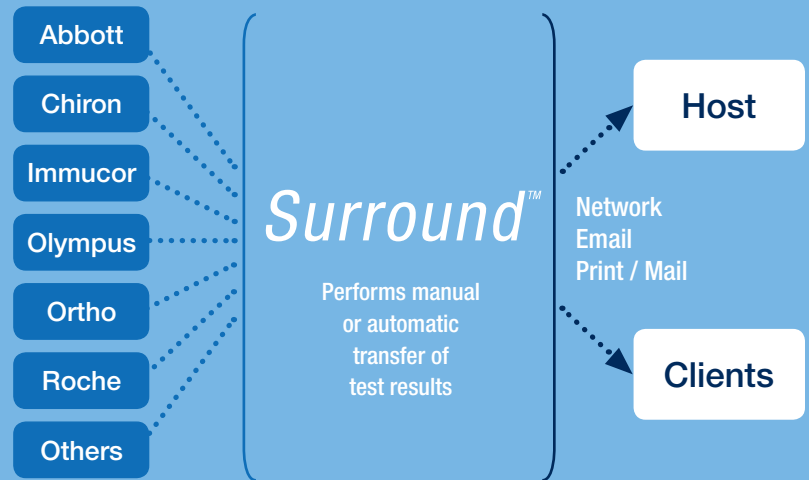 Abbott
Chiron
Immucor
Olympus
Ortho
Roche
Others
Surround™
Performs manual
or automatic
transfer of
test results
Host
Network
Email
Print / Mail
Clients